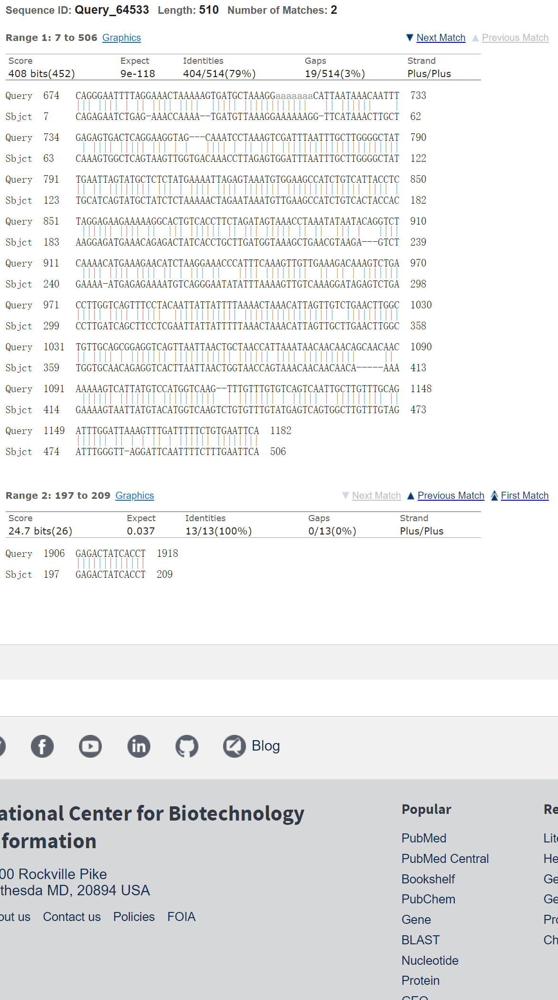 Sequence ID: Query_64533 Length: 510 Number of Matches: 2
Range 1: 7 to 506 Graphics Next Match Previous Match
Score Expect Identities Gaps Strand
408 bits(452) 9e-118 404/514(79%) 19/514(3%) Plus/Plus
Query 674 CAGGGAATTTTAGGAAACTAAAAAGTGATGCTAAAGGaaaaaaaCATTAATAAACAATTT 733
Sbjct 7 CAGAGAATCTGAG-AAACCAAAA--TGATGTTAAAGGAAAAAAGG-TTCATAAACTTGCT 62
Query 734 GAGAGTGACTCAGGAAGGTAG---CAAATCCTAAAGTCGATTTAATTTGCTTGGGGCTAT 790
Sbjct 63 CAAAGTGGCTCAGTAAGTTGGTGACAAACCTTAGAGTGGATTTAATTTGCTTGGGGCTAT 122
Query 791 TGAATTAGTATGCTCTCTATGAAAATTAGAGTAAATGTGGAAGCCATCTGTCATTACCTC 850
Sbjct 123 TGCATCAGTATGCTATCTCTAAAAACTAGAATAAATGTTGAAGCCATCTGTCACTACCAC 182
Query 851 TAGGAGAAGAAAAAGGCACTGTCACCTTCTAGATAGTAAACCTAAATATAATACAGGTCT 910
Sbjct 183 AAGGAGATGAAACAGAGACTATCACCTGCTTGATGGTAAAGCTGAACGTAAGA---GTCT 239
Query 911 CAAAACATGAAAGAACATCTAAGGAAACCCATTTCAAAGTTGTTGAAAGACAAAGTCTGA 970
Sbjct 240 GAAAA-ATGAGAGAAAATGTCAGGGAATATATTTAAAAGTTGTCAAAGGATAGAGTCTGA 298
Query 971 CCTTGGTCAGTTTCCTACAATTATTATTTTAAAACTAAACATTAGTTGTCTGAACTTGGC 1030
Sbjct 299 CCTTGATCAGCTTCCTCGAATTATTATTTTTAAACTAAACATTAGTTGCTTGAACTTGGC 358
Query 1031 TGTTGCAGCGGAGGTCAGTTAATTAACTGCTAACCATTAAATAACAACAACAGCAACAAC 1090
Sbjct 359 TGGTGCAACAGAGGTCACTTAATTAACTGGTAACCAGTAAACAACAACAACA-----AAA 413
Query 1091 AAAAAGTCATTATGTCCATGGTCAAG--TTTGTTTGTGTCAGTCAATTGCTTGTTTGCAG 1148
Sbjct 414 GAAAAGTAATTATGTACATGGTCAAGTCTGTGTTTGTATGAGTCAGTGGCTTGTTTGTAG 473
Query 1149 ATTTGGATTAAAGTTTGATTTTTCTGTGAATTCA 1182
Sbjct 474 ATTTGGGTT-AGGATTCAATTTTCTTTGAATTCA 506
Range 2: 197 to 209 Graphics Next Match Previous Match First Match
Score Expect Identities Gaps Strand
24.7 bits(26) 0.037 13/13(100%) 0/13(0%) Plus/Plus
Query 1906 GAGACTATCACCT 1918
Sbjct 197 GAGACTATCACCT 209
Blog
ational Center for Biotechnology
formation
00 Rockville Pike
thesda MD, 20894 USA
out us Contact us Policies FOIA
Popular
PubMed
PubMed Central
Bookshelf
PubChem
Gene
BLAST
Nucleotide
Protein
GEO
Re
Lite
He
Ge
Ge
Pro
Ch